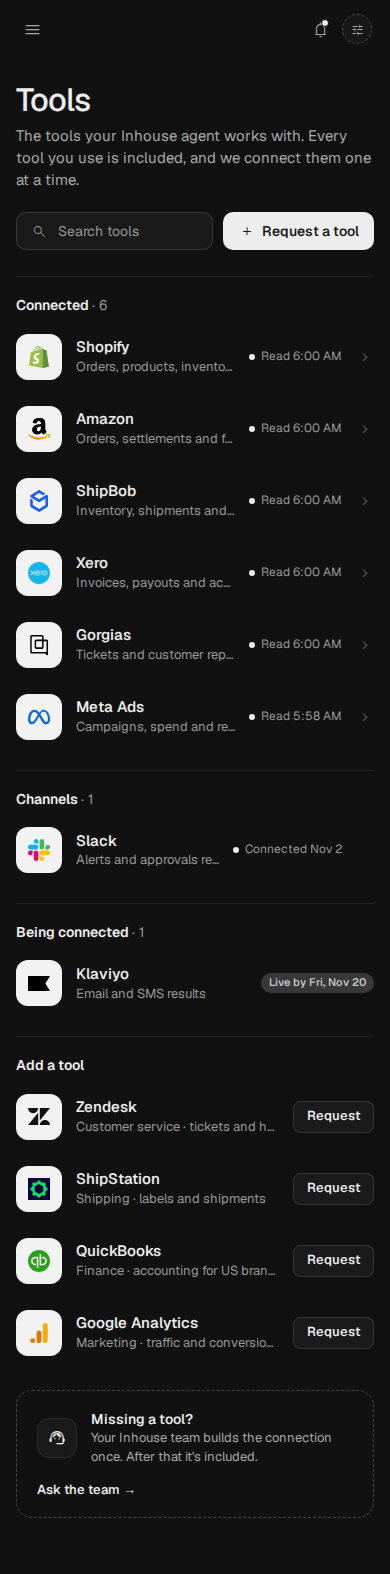 Tools
The tools your Inhouse agent works with. Every
tool you use is included, and we connect them one
at a time.
Search tools
+ Request a tool
Connected · 6
Shopify
Orders, products, invento...
Read 6:00 AM
Amazon
Orders, settlements and f...
Read 6:00 AM
ShipBob
Inventory, shipments and...
Read 6:00 AM
xero
Xero
Invoices, payouts and ac...
Read 6:00 AM
Gorgias
Tickets and customer rep...
Read 6:00 AM
Meta Ads
Campaigns, spend and re...
Read 5:58 AM
Channels · 1
Slack
Alerts and approvals re...
Connected Nov 2
Being connected · 1
Klaviyo
Email and SMS results
Live by Fri, Nov 20
Add a tool
Zendesk
Customer service · tickets and h...
Request
ShipStation
Shipping · labels and shipments
Request
qb
QuickBooks
Finance · accounting for US bran...
Request
Google Analytics
Marketing · traffic and conversio...
Request
Missing a tool?
Your Inhouse team builds the connection
once. After that it's included.
Ask the team →